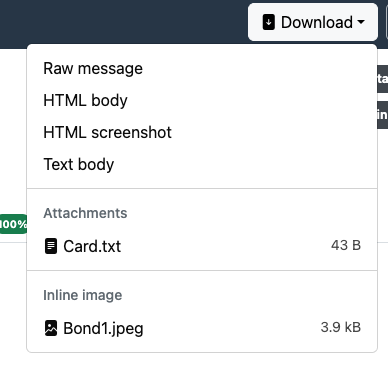 Download
Raw message
HTML body
HTML screenshot
Text body
100%
Attachments
Card.txt 43 B
Inline image
Bond1.jpeg 3.9 kB